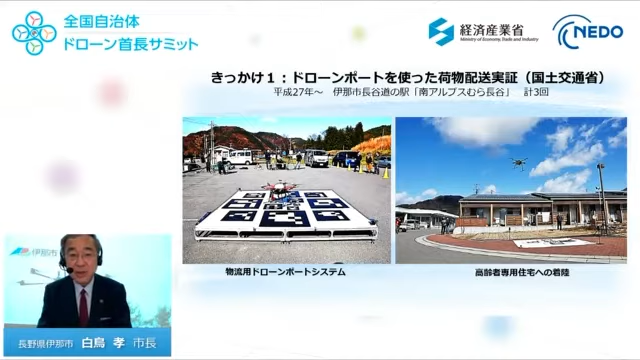 全国自治体
ドローン首長サミット
経済産業省
Ministry of Economy, Trade and Industry
NEDO
きっかけ１：ドローンポートを使った荷物配送実証（国土交通省）
平成27年～　伊那市長谷道の駅「南アルプスむら長谷」　計3回
物流用ドローンポートシステム
高齢者専用住宅への着陸
伊那市
長野県伊那市 白鳥 孝 市長